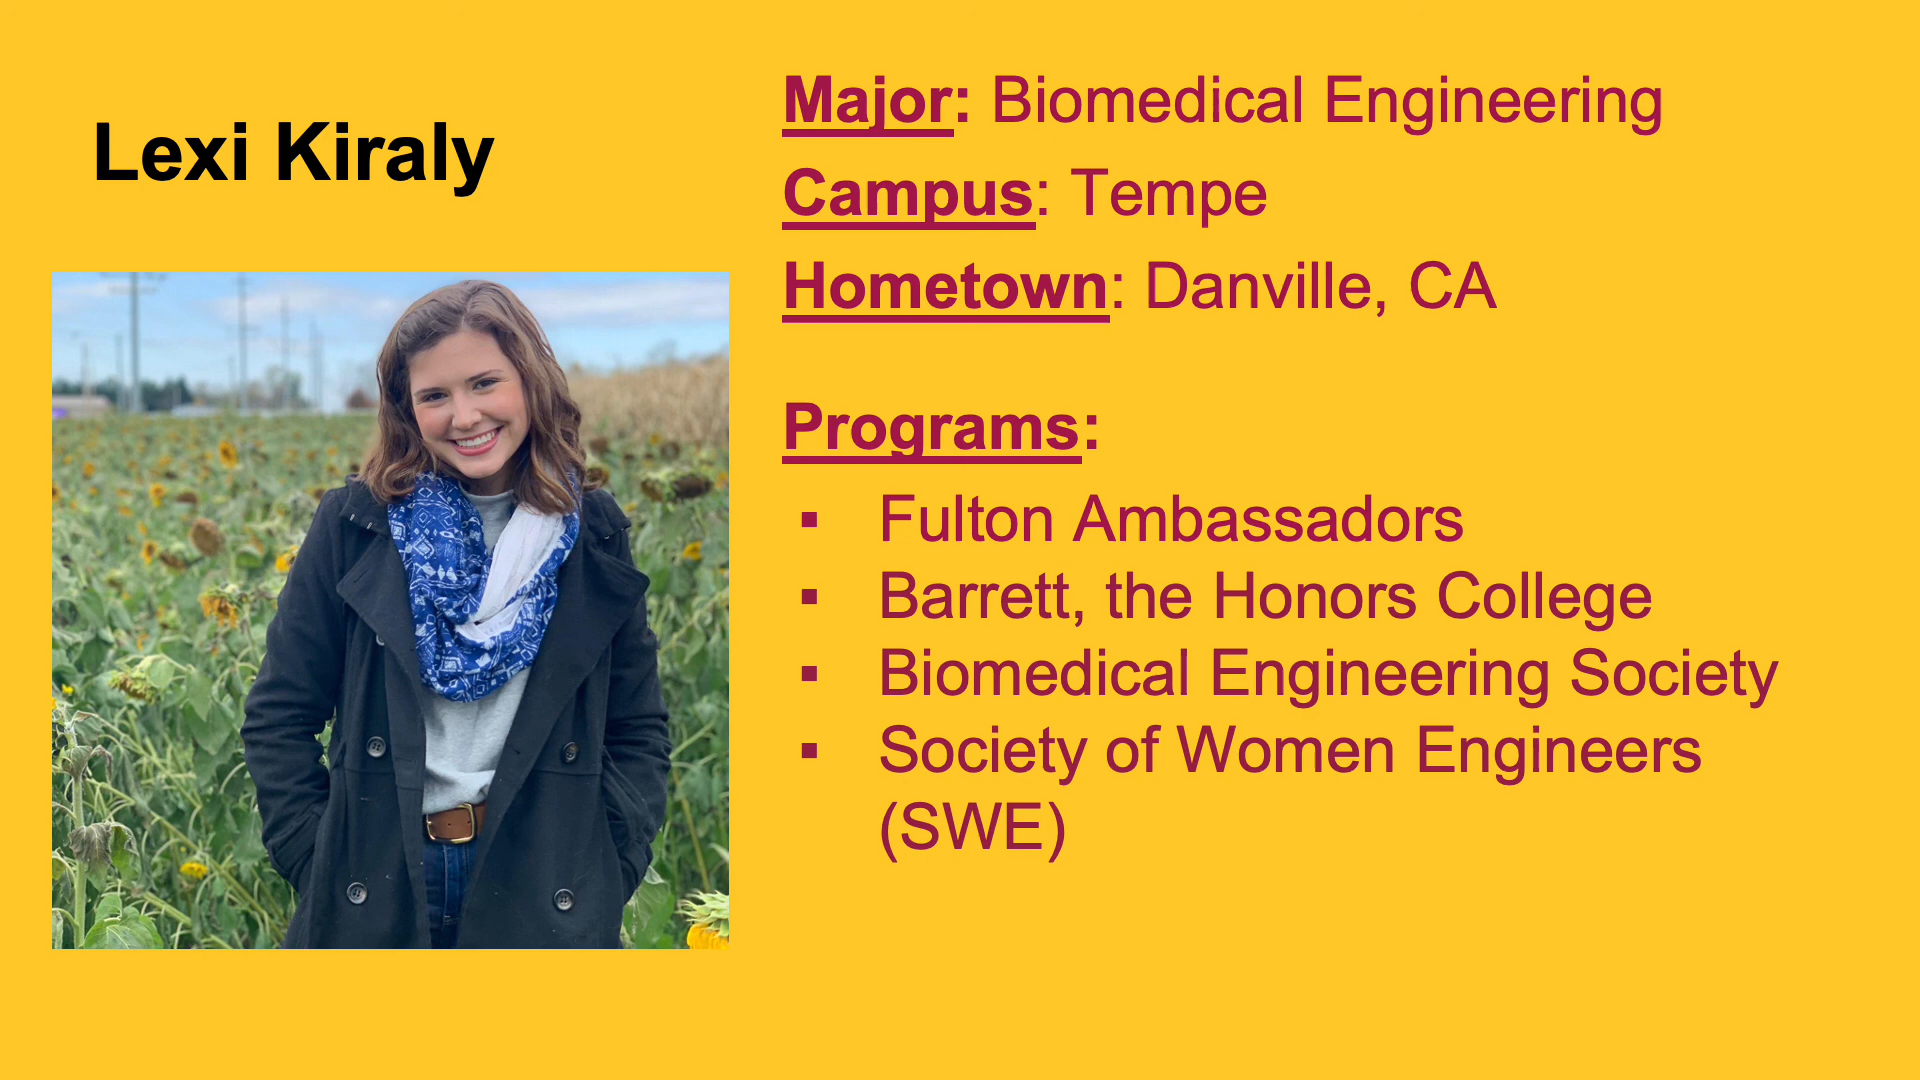 Lexi Kiraly
Major: Biomedical Engineering
Campus: Tempe
Hometown: Danville, CA
Programs:
▪ Fulton Ambassadors
▪ Barrett, the Honors College
▪ Biomedical Engineering Society
▪ Society of Women Engineers
(SWE)